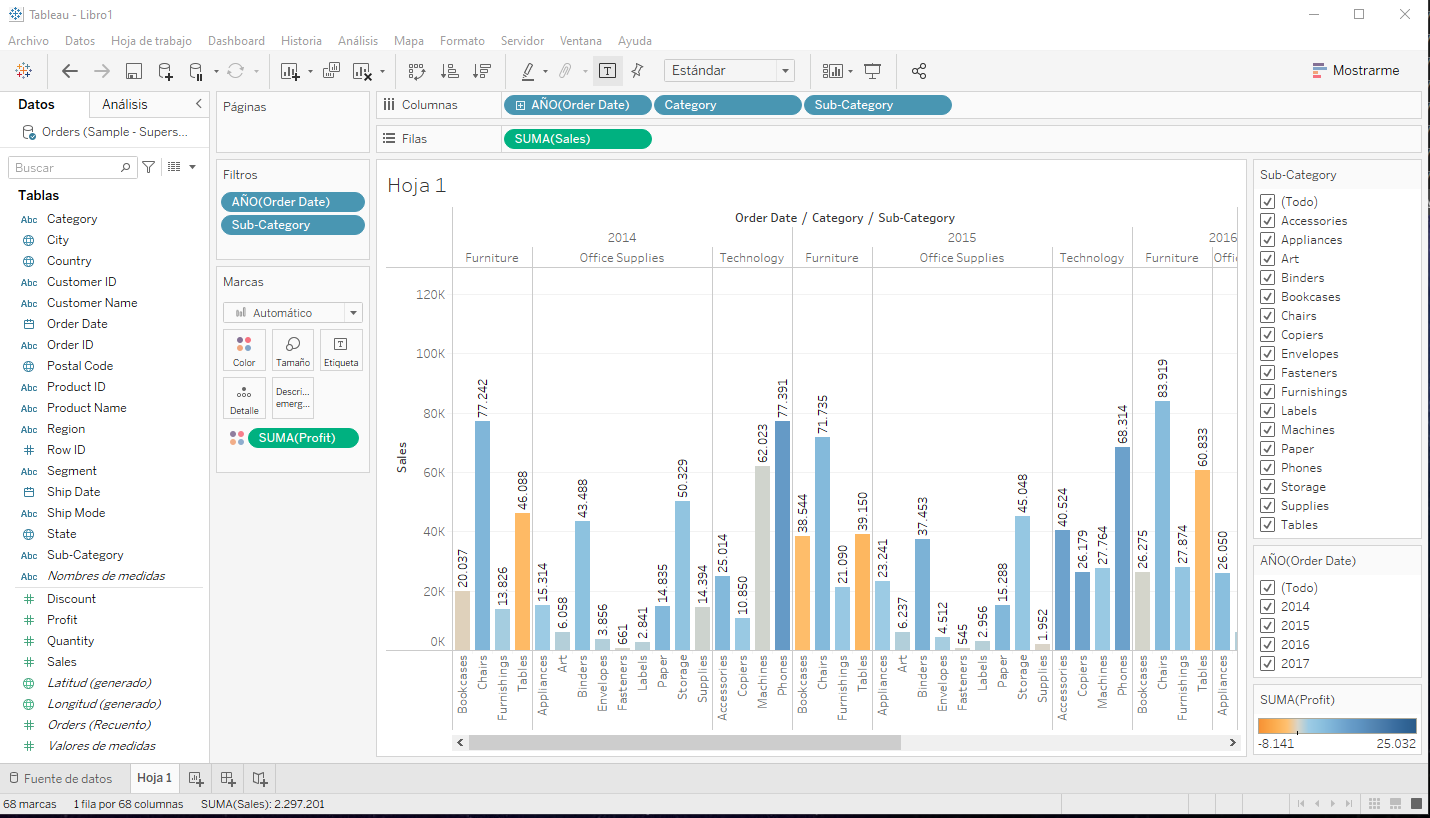 Tableau - Libro1
Archivo Datos Hoja de trabajo Dashboard Historia Análisis Mapa Formato Servidor Ventana Ayuda
Estándar
Mostrarme
Datos Análisis
Orders (Sample - Supers...
Buscar
Tablas
Abc Category
City
Country
Abc Customer ID
Abc Customer Name
Order Date
Abc Order ID
Postal Code
Abc Product ID
Abc Product Name
Abc Region
Row ID
Abc Segment
Ship Date
Abc Ship Mode
State
Abc Sub-Category
Abc Nombres de medidas
Discount
Profit
Quantity
Sales
Latitud (generado)
Longitud (generado)
Orders (Recuento)
Valores de medidas
Páginas
Filtros
AÑO(Order Date)
Sub-Category
Marcas
Automático
Color Tamaño Etiqueta
Detalle Descri... emerg...
SUMA(Profit)
Columnas AÑO(Order Date) Category Sub-Category
Filas SUMA(Sales)
Hoja 1
Order Date / Category / Sub-Category
2014 2015 2016
Furniture Office Supplies Technology Furniture Office Supplies Technology Furniture Offic
Sales
120K
100K
80K
60K
40K
20K
0K
20.037 77.242 13.826 46.088 15.314 6.058 43.488 3.856 661 2.841 14.835 50.329 14.394 25.014 10.850 62.023 77.391 38.544 71.735 21.090 39.150 23.241 6.237 37.453 4.512 545 2.956 15.288 45.048 1.952 40.524 26.179 27.764 68.314 26.275 83.919 27.874 60.833 26.050
Bookcases Chairs Furnishings Tables Appliances Art Binders Envelopes Fasteners Labels Paper Storage Supplies Accessories Copiers Machines Phones Bookcases Chairs Furnishings Tables Appliances Art Binders Envelopes Fasteners Labels Paper Storage Supplies Accessories Copiers Machines Phones Bookcases Chairs Furnishings Tables Appliances
Sub-Category
(Todo)
Accessories
Appliances
Art
Binders
Bookcases
Chairs
Copiers
Envelopes
Fasteners
Furnishings
Labels
Machines
Paper
Phones
Storage
Supplies
Tables
AÑO(Order Date)
(Todo)
2014
2015
2016
2017
SUMA(Profit)
-8.141 25.032
Fuente de datos Hoja 1
68 marcas 1 fila por 68 columnas SUMA(Sales): 2.297.201